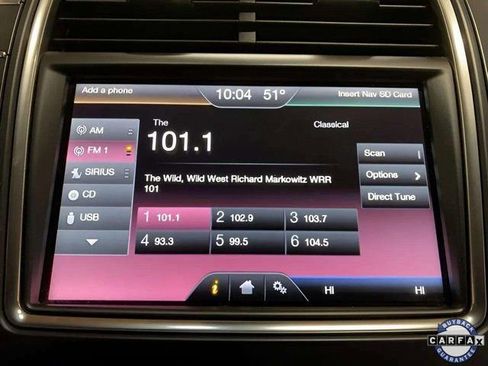 Add a phone
10:04 51°
Insert Nav SD Card
AM
FM 1
SIRIUS
CD
USB
The
101.1
Classical
The Wild, Wild West Richard Markowitz WRR
101
Scan
Options
Direct Tune
1 101.1
2 102.9
3 103.7
4 93.3
5 99.5
6 104.5
i
HI
HI
BUYBACK
CARFAX
GUARANTEE